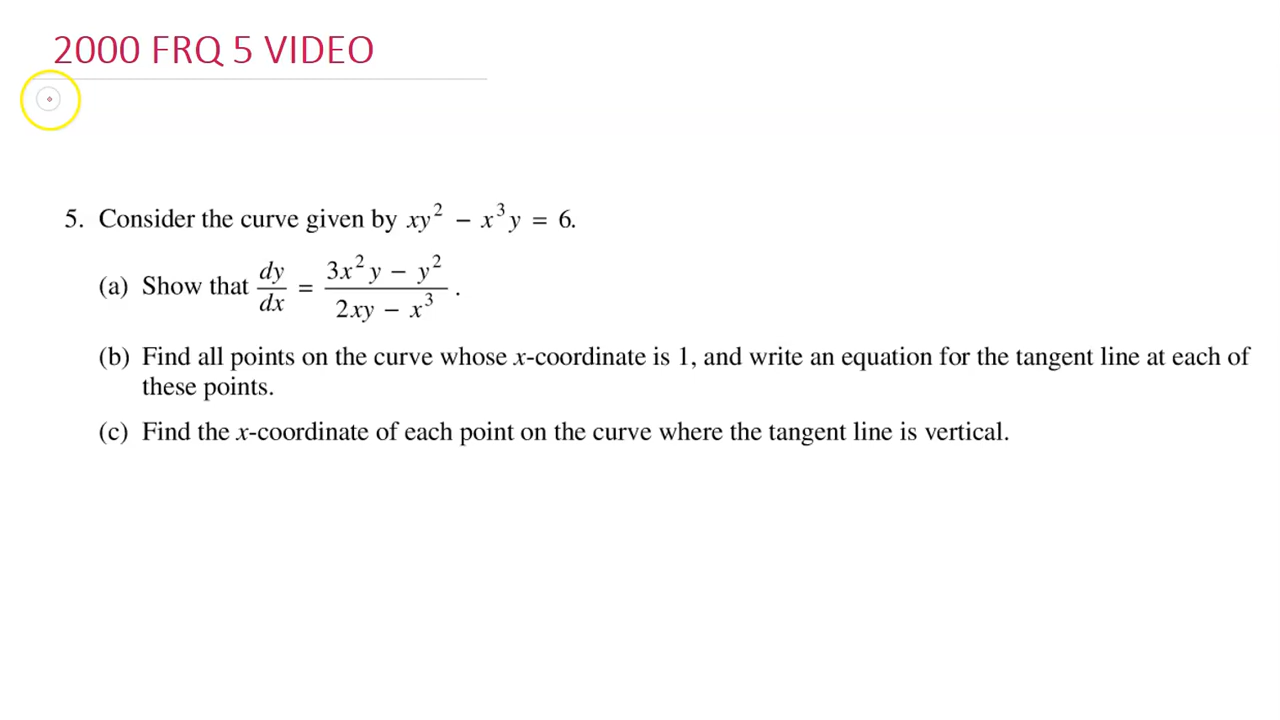 2000 FRQ 5 VIDEO
5. Consider the curve given by xy² − x³y = 6.
(a) Show that dy/dx = (3x²y − y²)/(2xy − x³).
(b) Find all points on the curve whose x-coordinate is 1, and write an equation for the tangent line at each of
these points.
(c) Find the x-coordinate of each point on the curve where the tangent line is vertical.